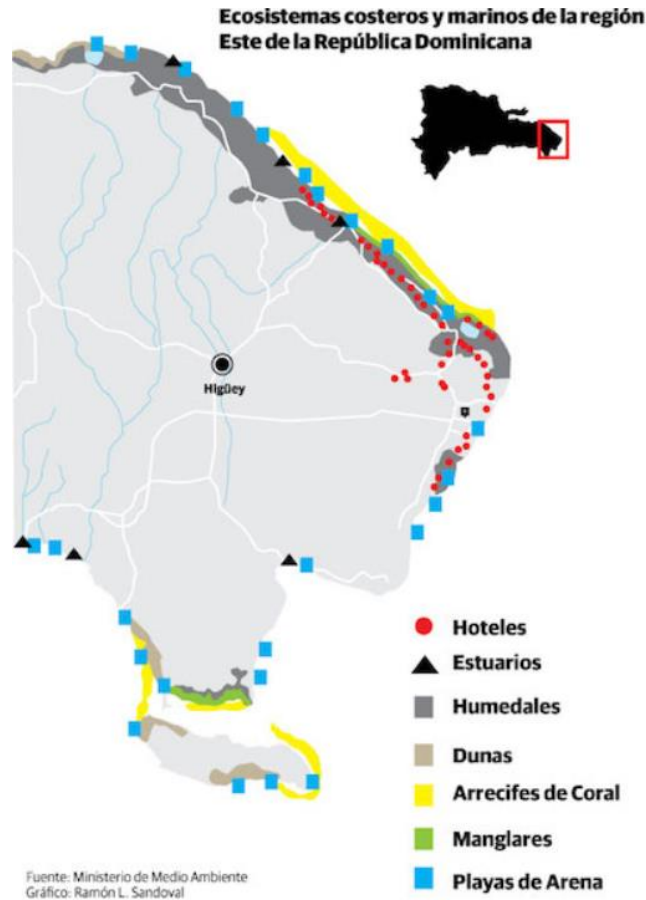 Ecosistemas costeros y marinos de la región
Este de la República Dominicana
Higüey
Hoteles
Estuarios
Humedales
Dunas
Arrecifes de Coral
Manglares
Playas de Arena
Fuente: Ministerio de Medio Ambiente
Gráfico: Ramón L. Sandoval